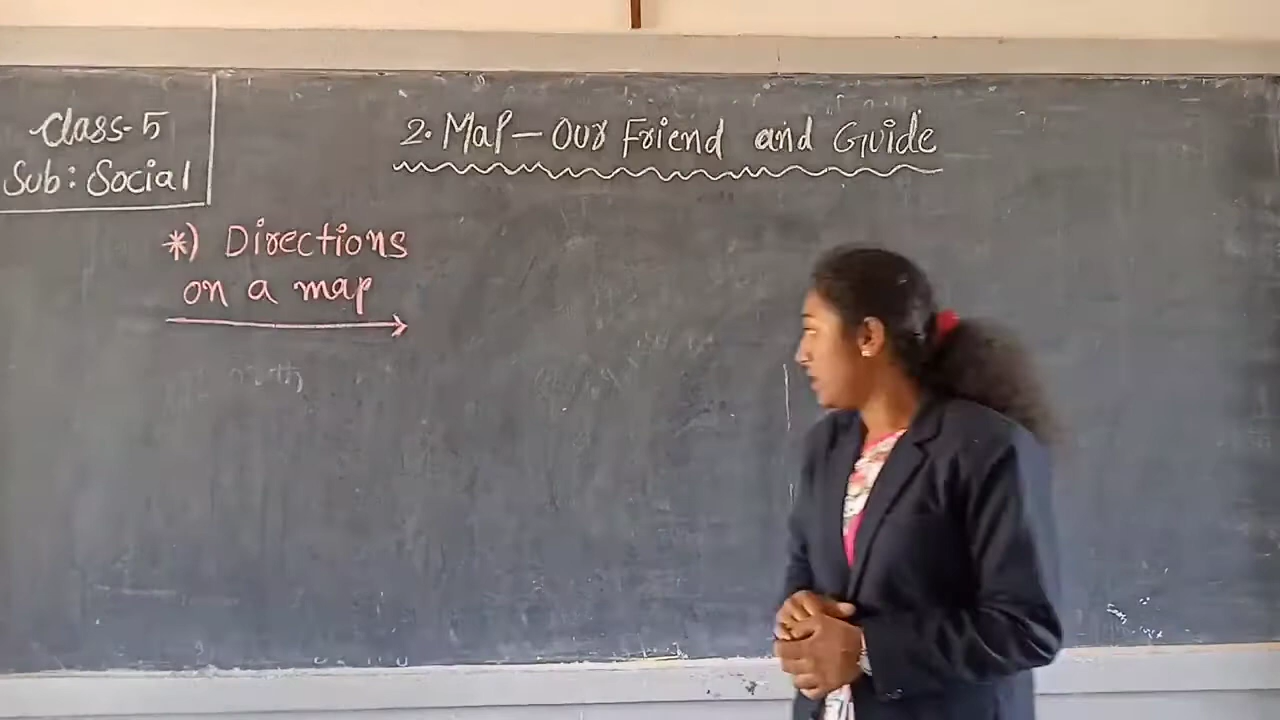 Class-5
Sub: Social
2. Map - Our Friend and Guide
*) Directions
on a map